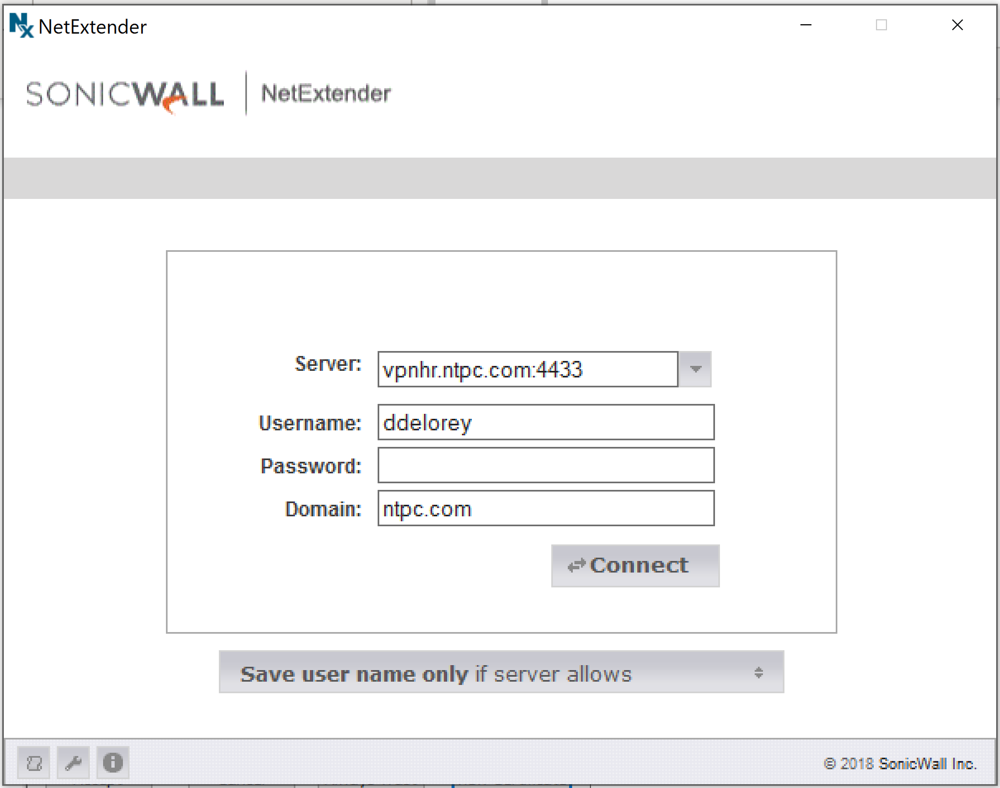 NetExtender
SONICWALL NetExtender
Server: vpnhr.ntpc.com:4433
Username: ddelorey
Password:
Domain: ntpc.com
Connect
Save user name only if server allows
© 2018 SonicWall Inc.